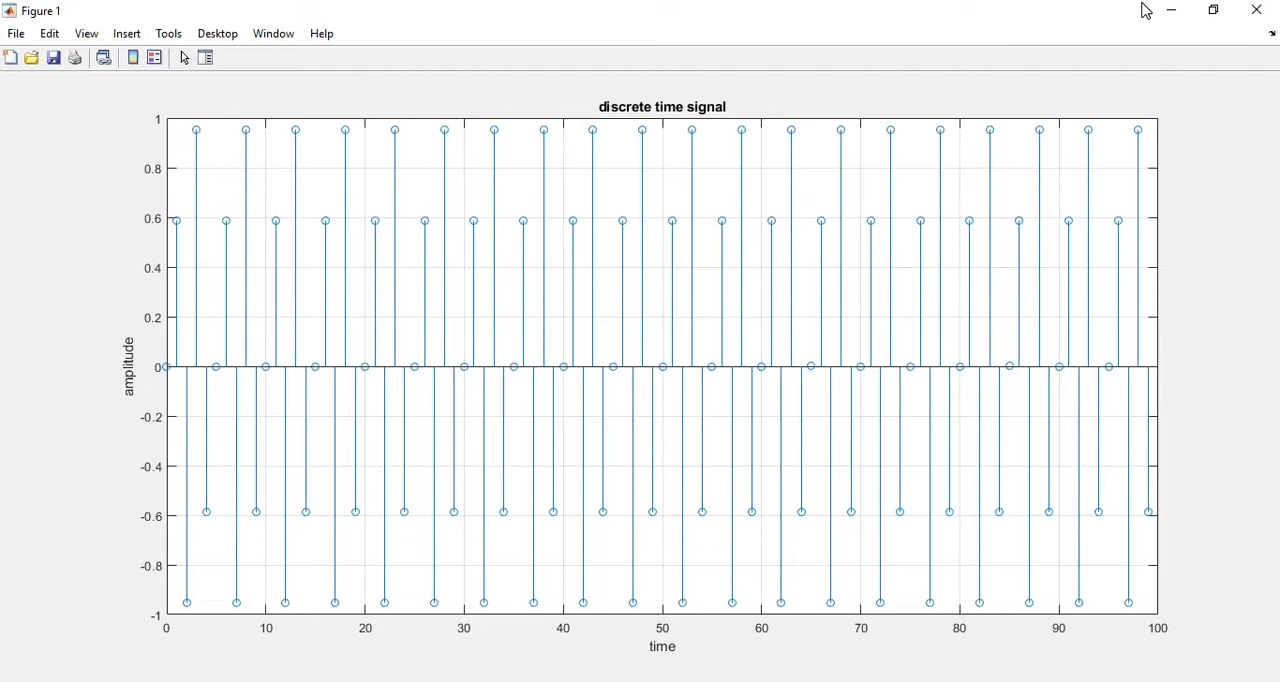 Figure 1
File Edit View Insert Tools Desktop Window Help
discrete time signal
1
0.8
0.6
0.4
0.2
0
-0.2
-0.4
-0.6
-0.8
-1
amplitude
0 10 20 30 40 50 60 70 80 90 100
time